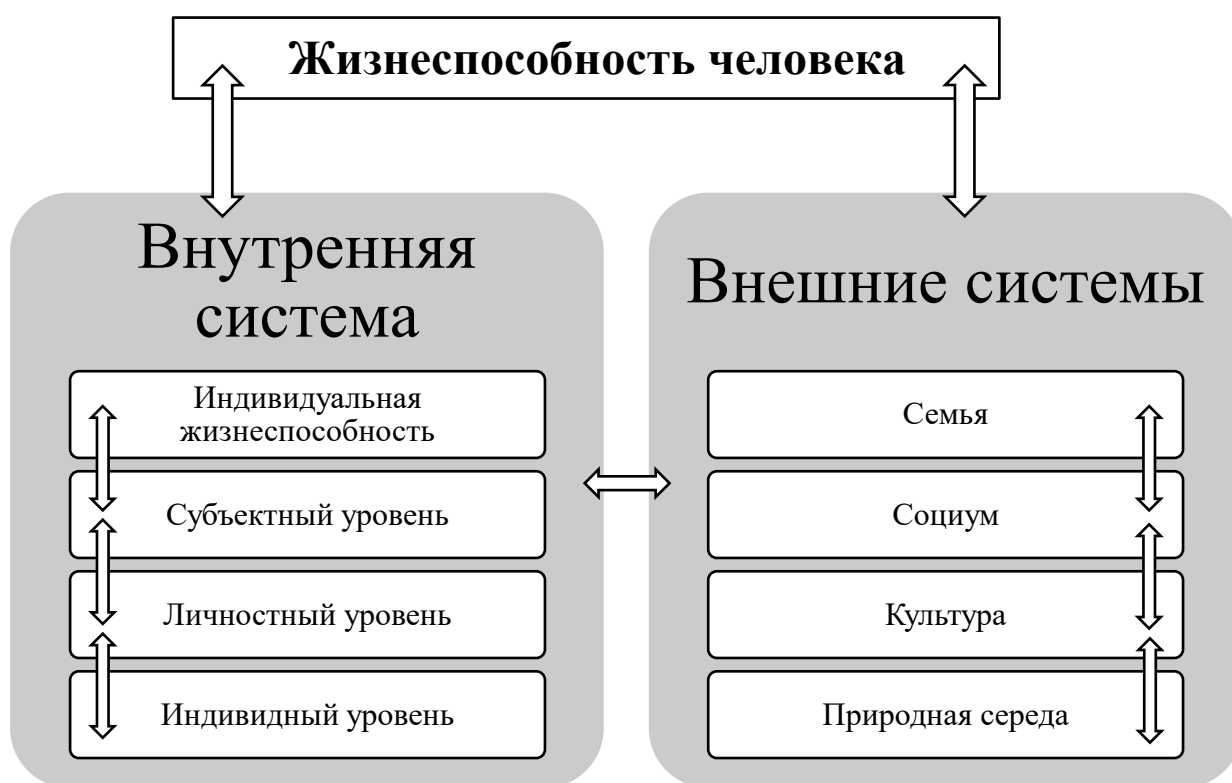 Жизнеспособность человека
Внутренняя
система
Индивидуальная
жизнеспособность
Субъектный уровень
Личностный уровень
Индивидный уровень
Внешние системы
Семья
Социум
Культура
Природная середа